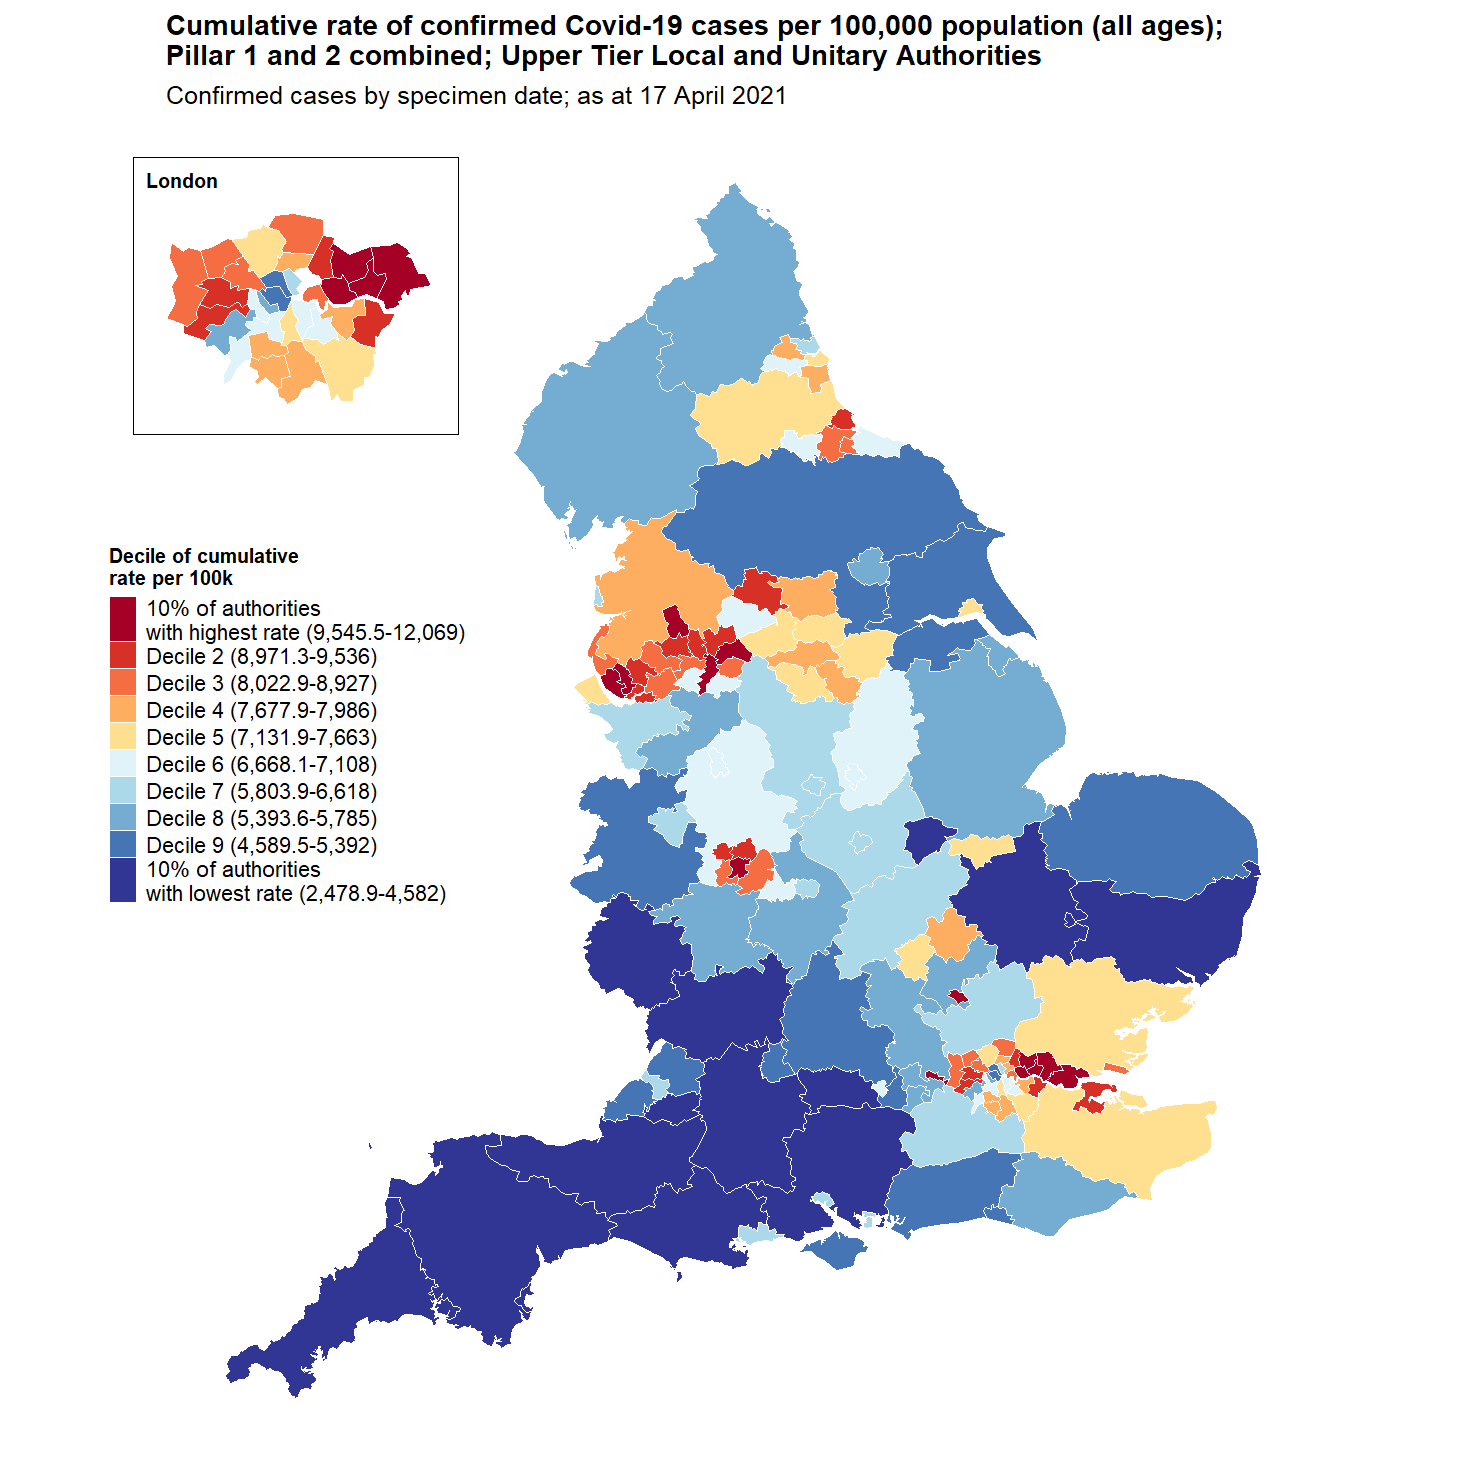 Cumulative rate of confirmed Covid-19 cases per 100,000 population (all ages);
Pillar 1 and 2 combined; Upper Tier Local and Unitary Authorities
Confirmed cases by specimen date; as at 17 April 2021
London
Decile of cumulative
rate per 100k
10% of authorities
with highest rate (9,545.5-12,069)
Decile 2 (8,971.3-9,536)
Decile 3 (8,022.9-8,927)
Decile 4 (7,677.9-7,986)
Decile 5 (7,131.9-7,663)
Decile 6 (6,668.1-7,108)
Decile 7 (5,803.9-6,618)
Decile 8 (5,393.6-5,785)
Decile 9 (4,589.5-5,392)
10% of authorities
with lowest rate (2,478.9-4,582)